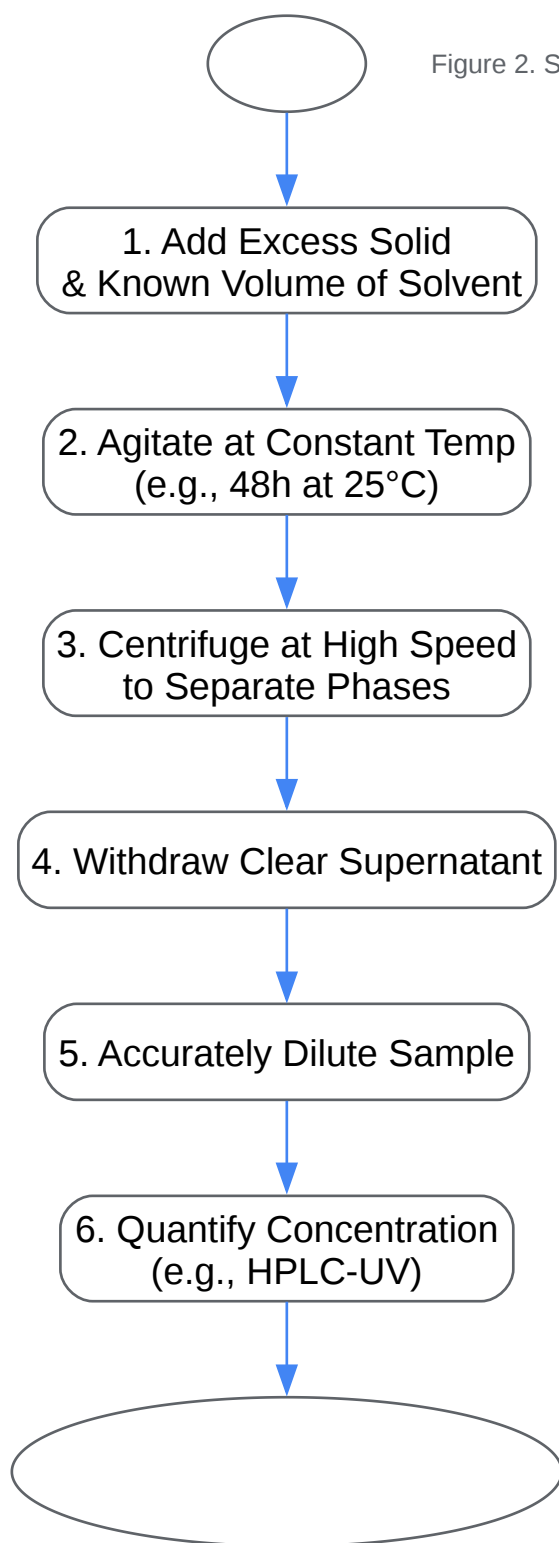 Figure 2. S
1. Add Excess Solid
& Known Volume of Solvent
2. Agitate at Constant Temp
(e.g., 48h at 25°C)
3. Centrifuge at High Speed
to Separate Phases
4. Withdraw Clear Supernatant
5. Accurately Dilute Sample
6. Quantify Concentration
(e.g., HPLC-UV)